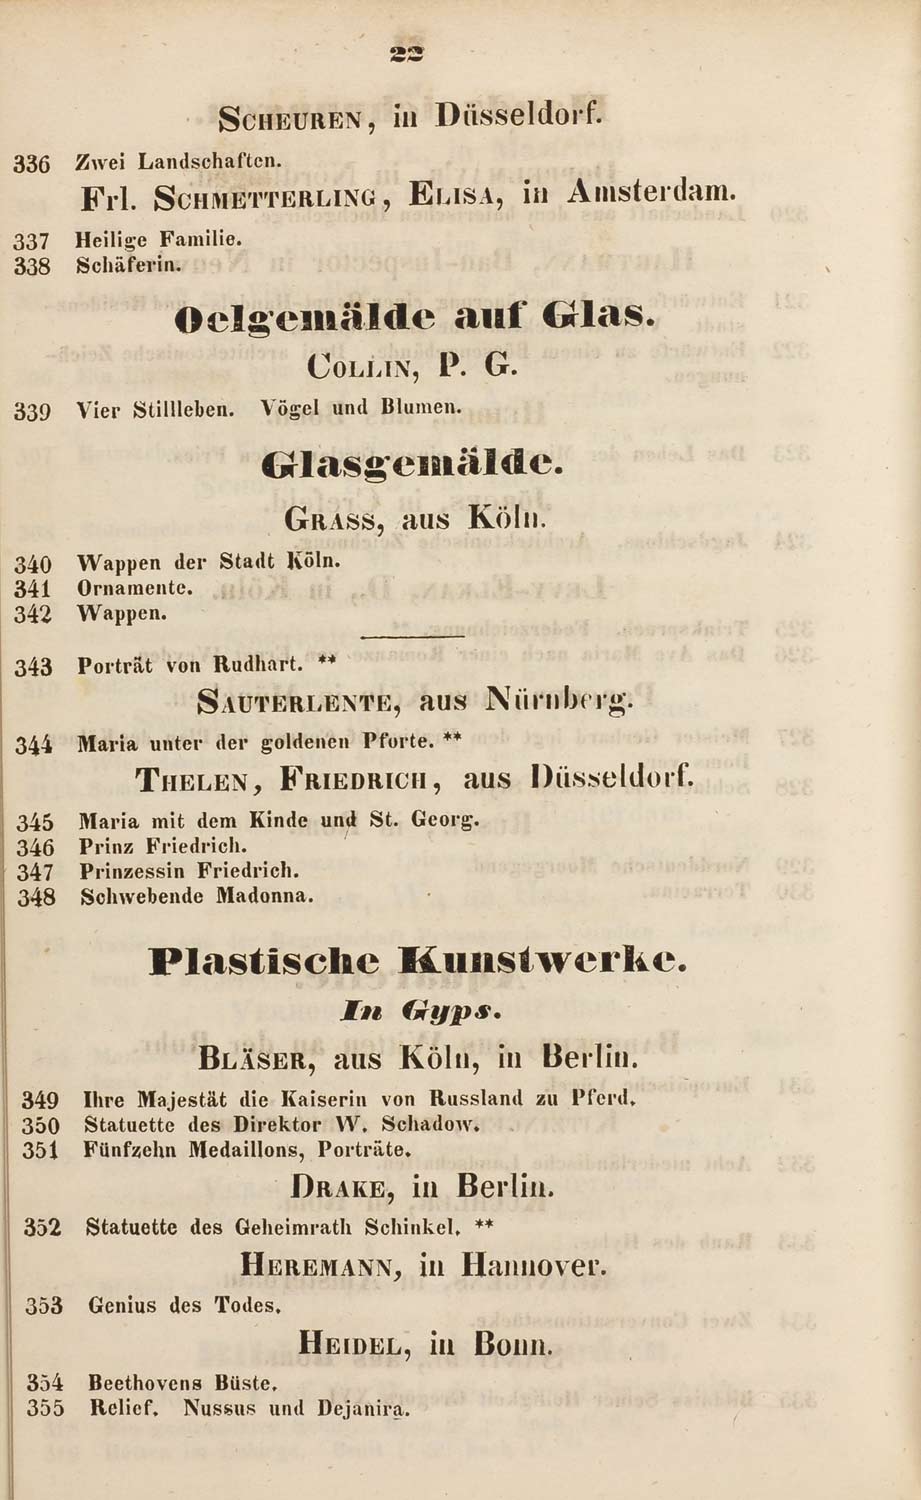 22
SCHEUREN, in Düsseldorf.
336 Zwei Landschaften.
Frl. SCHMETTERLING, ELISA, in Amsterdam.
337 Heilige Familie.
338 Schäferin.
Oelgemälde auf Glas.
COLLIN, P. G.
339 Vier Stillleben. Vögel und Blumen.
Glasgemälde.
GRASS, aus Köln.
340 Wappen der Stadt Köln.
341 Ornamente.
342 Wappen.
343 Porträt von Rudhart. **
SAUTERLENTE, aus Nürnberg.
344 Maria unter der goldenen Pforte. **
THELEN, FRIEDRICH, aus Düsseldorf.
345 Maria mit dem Kinde und St. Georg.
346 Prinz Friedrich.
347 Prinzessin Friedrich.
348 Schwebende Madonna.
Plastische Kunstwerke.
In Gyps.
BLÄSER, aus Köln, in Berlin.
349 Ihre Majestät die Kaiserin von Russland zu Pferd.
350 Statuette des Direktor W. Schadow.
351 Fünfzehn Medaillons, Porträte.
DRAKE, in Berlin.
352 Statuette des Geheimrath Schinkel. **
HEREMANN, in Hannover.
353 Genius des Todes.
HEIDEL, in Bonn.
354 Beethovens Büste.
355 Relief. Nussus und Dejanira.